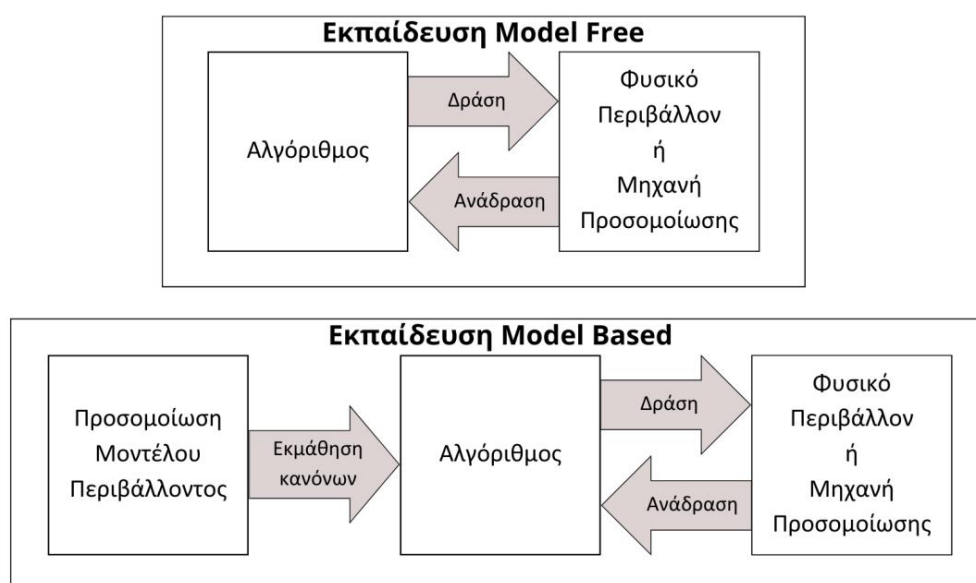 Εκπαίδευση Model Free
Αλγόριθμος
Δράση
Ανάδραση
Φυσικό
Περιβάλλον
ή
Μηχανή
Προσομοίωσης
Εκπαίδευση Model Based
Προσομοίωση
Μοντέλου
Περιβάλλοντος
Εκμάθηση
κανόνων
Αλγόριθμος
Δράση
Ανάδραση
Φυσικό
Περιβάλλον
ή
Μηχανή
Προσομοίωσης